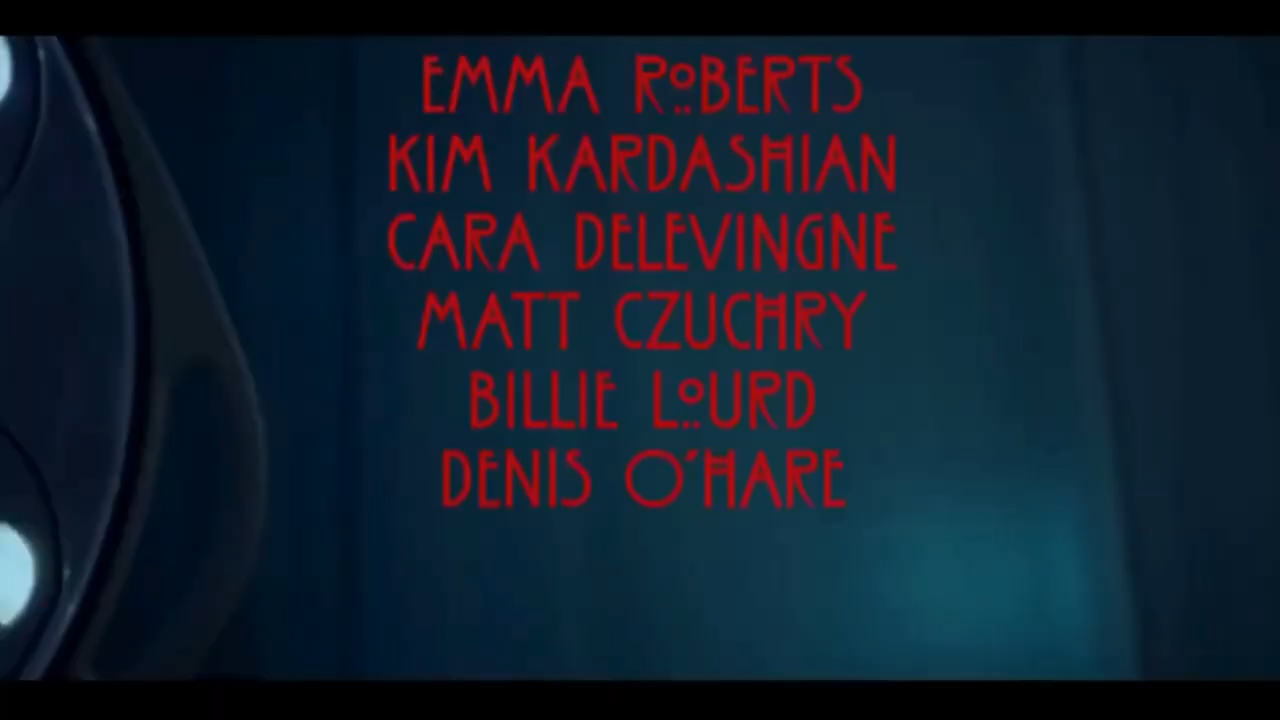 EMMA ROBERTS
KIM KARDASHIAN
CARA DELEVINGNE
MATT CZUCHRY
BILLIE LOURD
DENIS O'HARE